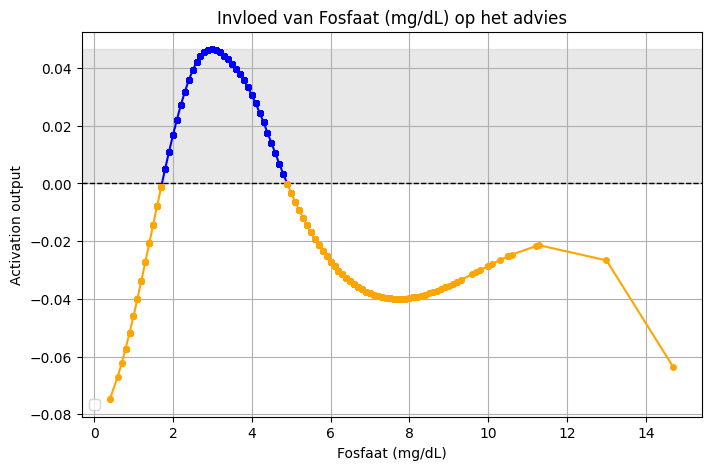 Invloed van Fosfaat (mg/dL) op het advies
Activation output
0.04
0.02
0.00
−0.02
−0.04
−0.06
−0.08
0 2 4 6 8 10 12 14
Fosfaat (mg/dL)